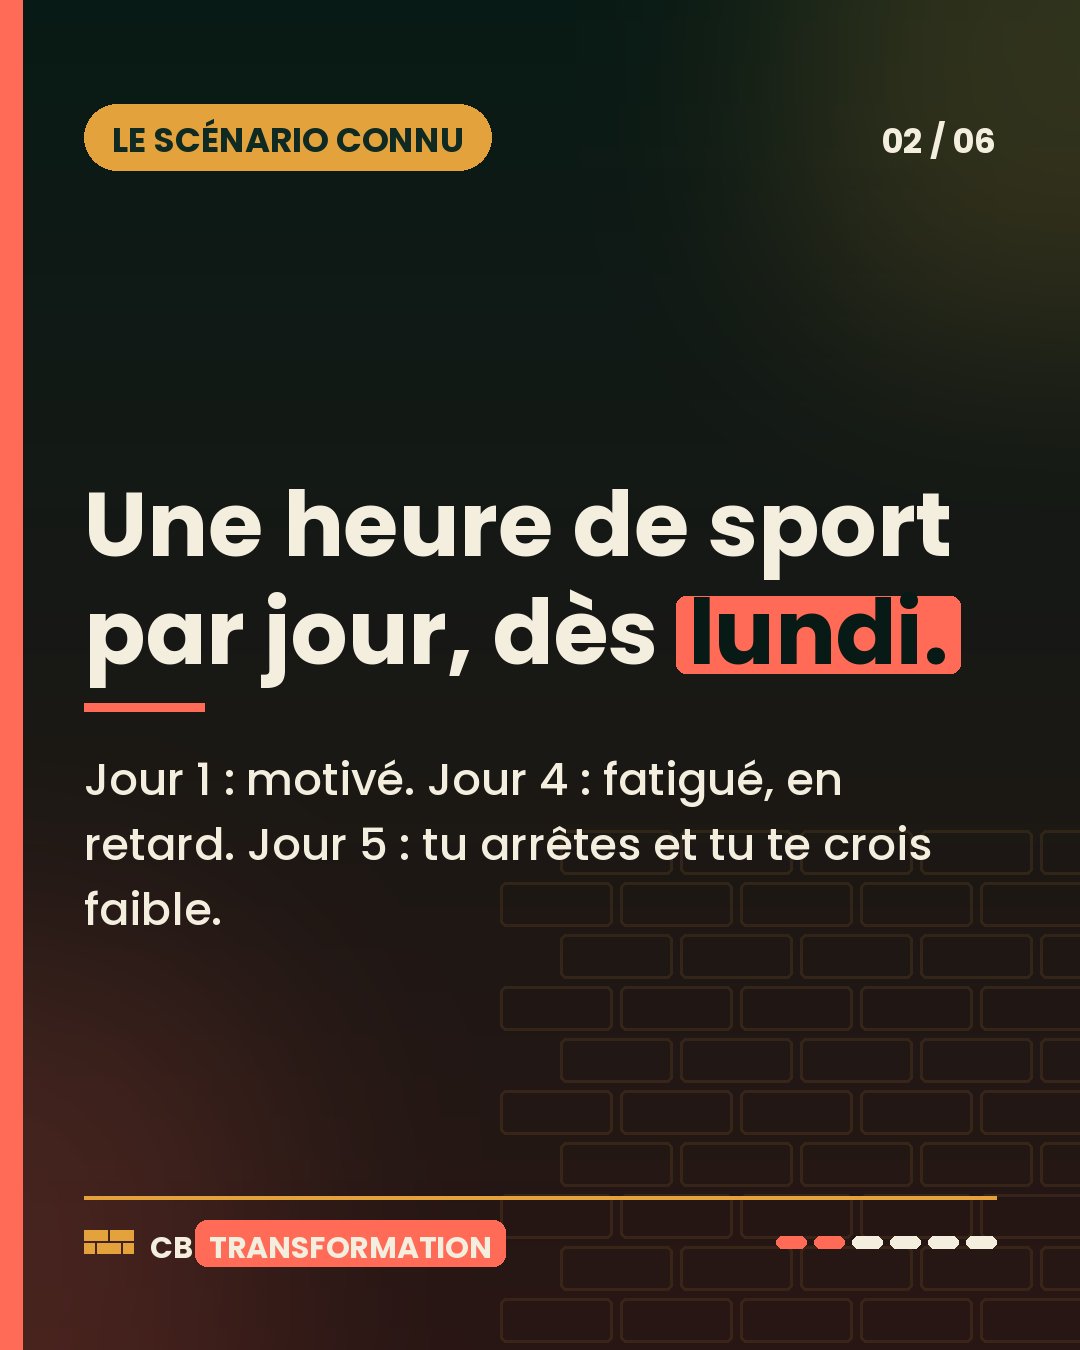 LE SCÉNARIO CONNU
02 / 06
Une heure de sport
par jour, dès lundi.
Jour 1 : motivé. Jour 4 : fatigué, en
retard. Jour 5 : tu arrêtes et tu te crois
faible.
CB TRANSFORMATION